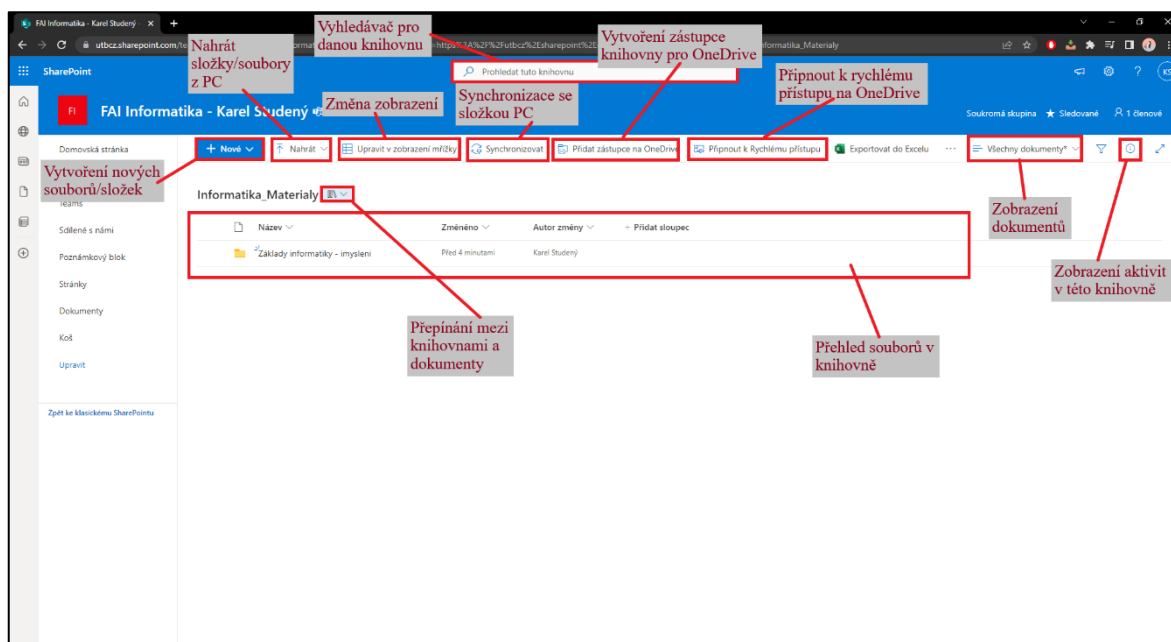 FAI Informatika - Karel Studený -
utbcz.sharepoint.com/te
https%3A%2F%2Futbcz%2Esharepoint%2E
formatika_Materialy
Nahrát
složky/soubory
z PC
Vyhledávač pro
danou knihovnu
Vytvoření zástupce
knihovny pro OneDrive
Připnout k rychlému
přístupu na OneDrive
Změna zobrazení
Synchronizace se
složkou PC
SharePoint
Prohledat tuto knihovnu
KS
FI
FAI Informatika - Karel Studený
Soukromá skupina
Sledované
1 členové
Domovská stránka
+ Nové
Nahrát
Upravit v zobrazení mřížky
Synchronizovat
Přidat zástupce na OneDrive
Připnout k Rychlému přístupu
Exportovat do Excelu
Všechny dokumenty*
Vytvoření nových
souborů/složek
Teams
Sdílené s námi
Poznámkový blok
Stránky
Dokumenty
Koš
Upravit
Zpět ke klasickému SharePointu
Informatika_Materialy
Název
Změněno
Autor změny
+ Přidat sloupec
Základy informatiky - imysleni
Před 4 minutami
Karel Studený
Zobrazení
dokumentů
Zobrazení aktivit
v této knihovně
Přepínání mezi
knihovnami a
dokumenty
Přehled souborů v
knihovně